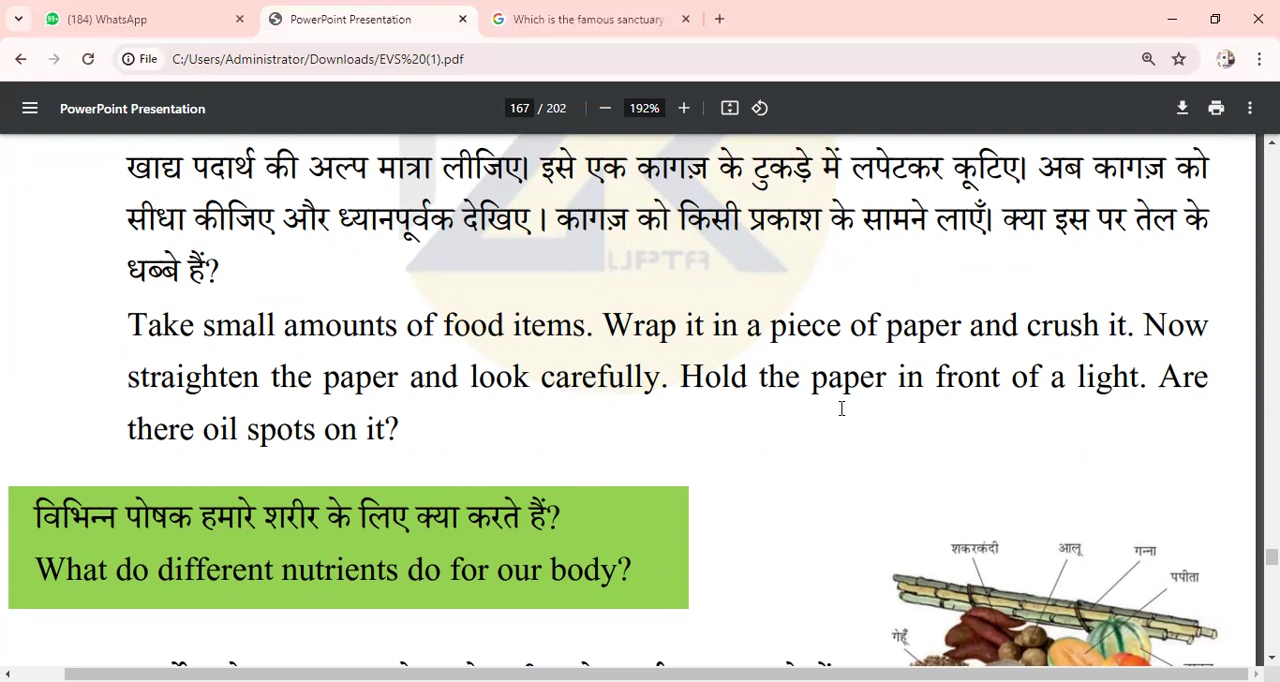 (184) WhatsApp
PowerPoint Presentation
Which is the famous sanctuary
File
C:/Users/Administrator/Downloads/EVS%20(1).pdf
PowerPoint Presentation
167 / 202
192%
खाद्य पदार्थ की अल्प मात्रा लीजिए। इसे एक कागज़ के टुकड़े में लपेटकर कूटिए। अब कागज़ को
सीधा कीजिए और ध्यानपूर्वक देखिए । कागज़ को किसी प्रकाश के सामने लाएँ। क्या इस पर तेल के
धब्बे हैं?
UPTA
Take small amounts of food items. Wrap it in a piece of paper and crush it. Now
straighten the paper and look carefully. Hold the paper in front of a light. Are
there oil spots on it?
विभिन्न पोषक हमारे शरीर के लिए क्या करते हैं?
What do different nutrients do for our body?
शकरकंदी
आलू
गन्ना
पपीता
गेहूँ